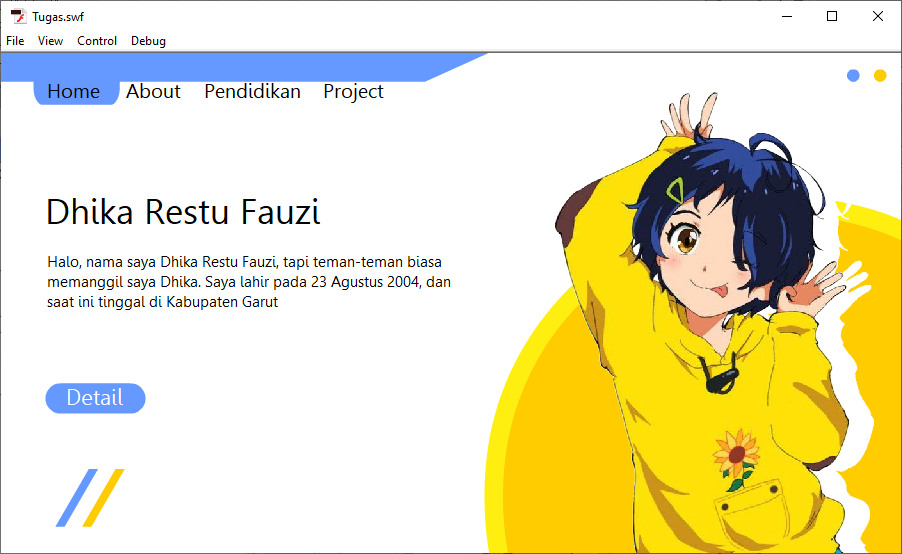 Tugas.swf
File View Control Debug
Home About Pendidikan Project
Dhika Restu Fauzi
Halo, nama saya Dhika Restu Fauzi, tapi teman-teman biasa
memanggil saya Dhika. Saya lahir pada 23 Agustus 2004, dan
saat ini tinggal di Kabupaten Garut
Detail